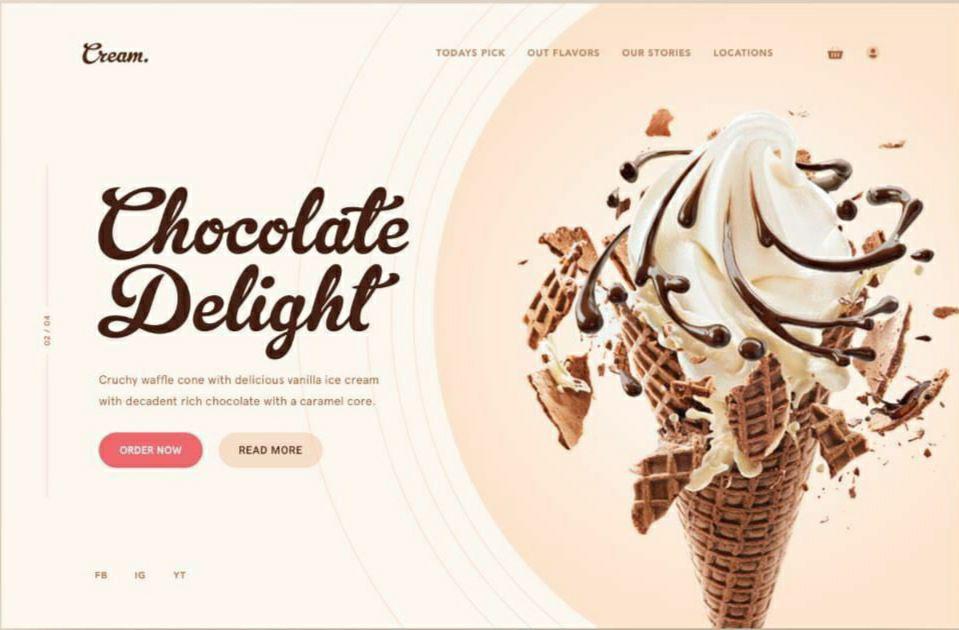 Cream.
TODAYS PICK
OUT FLAVORS
OUR STORIES
LOCATIONS
Chocolate
Delight
02 / 04
Cruchy waffle cone with delicious vanilla ice cream
with decadent rich chocolate with a caramel core.
ORDER NOW
READ MORE
FB
IG
YT